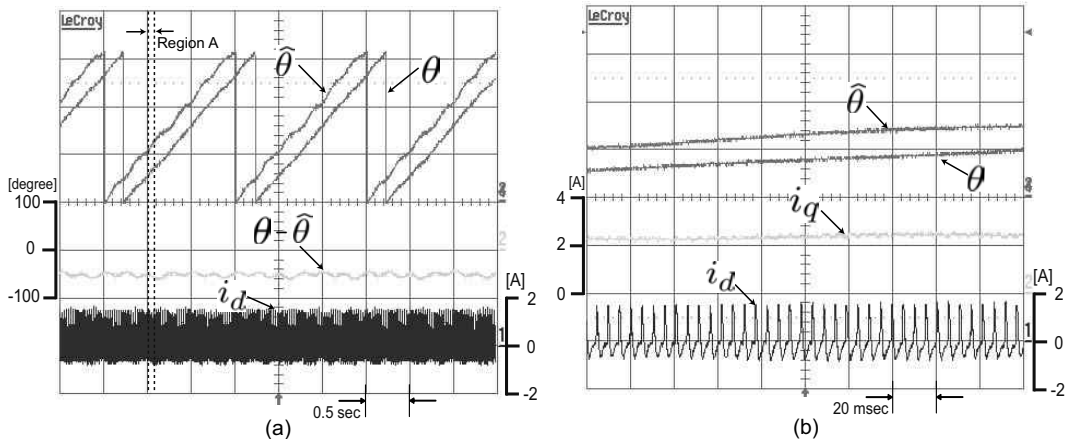 LeCroy
Region A
θ̂
θ
[degree]
100
0
-100
θ - θ̂
i_d
[A]
2
1
0
-2
0.5 sec
(a)
LeCroy
θ̂
θ
[A]
4
2
0
i_q
2
i_d
[A]
2
1
0
-2
20 msec
(b)